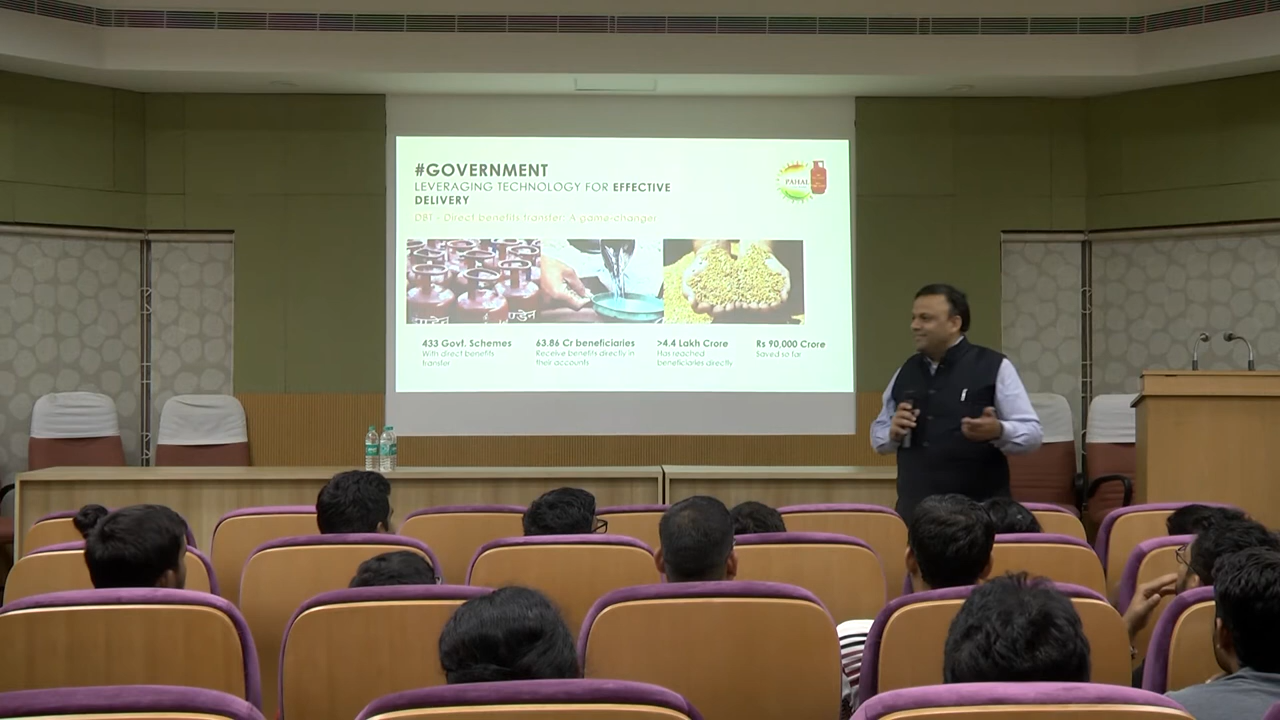 #GOVERNMENT
LEVERAGING TECHNOLOGY FOR EFFECTIVE
DELIVERY
DBT - Direct benefits transfer: A game-changer
PAHAL
433 Govt. Schemes
With direct benefits
transfer
63.86 Cr beneficiaries
Receive benefits directly in
their accounts
>4.4 Lakh Crore
Has reached
beneficiaries directly
Rs 90,000 Crore
Saved so far